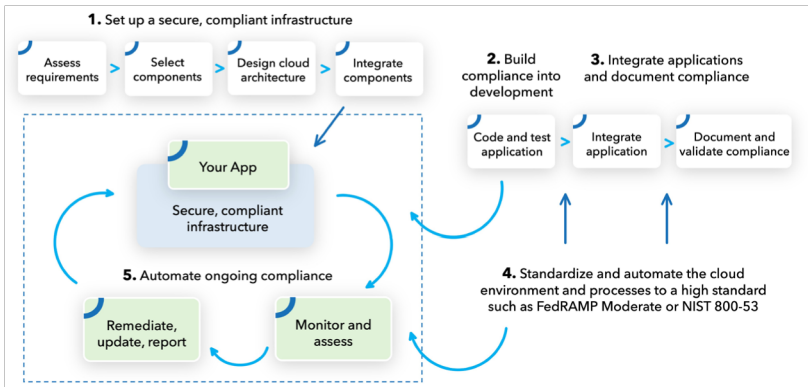 1. Set up a secure, compliant infrastructure
Assess
requirements
>
Select
components
>
Design cloud
architecture
>
Integrate
components
2. Build
compliance into
development
3. Integrate applications
and document compliance
Code and test
application
>
Integrate
application
>
Document and
validate compliance
Your App
Secure, compliant
infrastructure
5. Automate ongoing compliance
Remediate,
update, report
Monitor and
assess
4. Standardize and automate the cloud
environment and processes to a high standard
such as FedRAMP Moderate or NIST 800-53